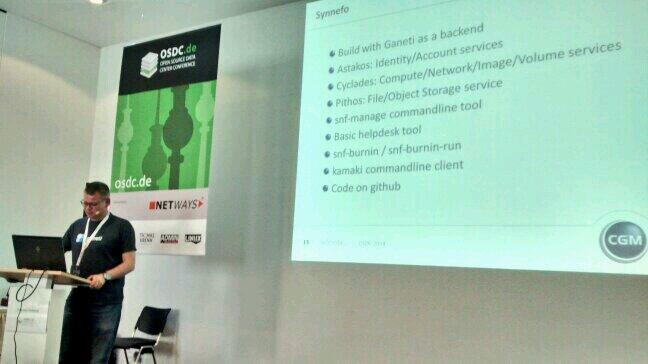 OSDC.de
OPEN SOURCE DATA
CENTER CONFERENCE
osdc.de
NETWAYS
ADMIN
LINUX
Synnefo
Build with Ganeti as a backend
Astakos: Identity/Account services
Cyclades: Compute/Network/Image/Volume services
Pithos: File/Object Storage service
snf-manage commandline tool
Basic helpdesk tool
snf-burnin / snf-burnin-run
kamaki commandline client
Code on github
CGM